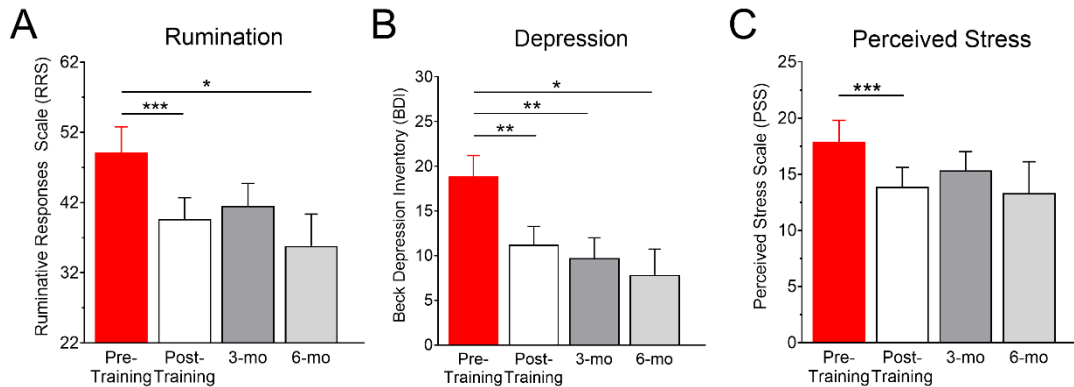 A
Rumination
Ruminative Responses Scale (RRS)
62
52
42
32
22
*
***
Pre-
Training
Post-
Training
3-mo
6-mo
B
Depression
Beck Depression Inventory (BDI)
30
25
20
15
10
5
0
*
**
**
Pre-
Training
Post-
Training
3-mo
6-mo
C
Perceived Stress
Perceived Stress Scale (PSS)
25
20
15
10
5
0
***
Pre-
Training
Post-
Training
3-mo
6-mo